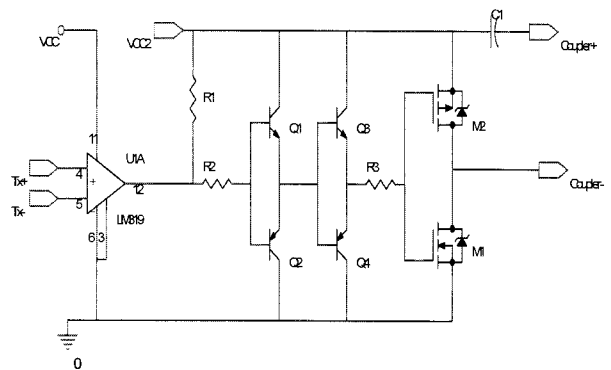 VCC
VCC2
C1
Coupler+
R1
M2
11
U1A
Q1
Q3
Tx+
4
+
12
R2
R3
Coupler-
Tx-
5
LM319
6
3
Q2
Q4
M1
0